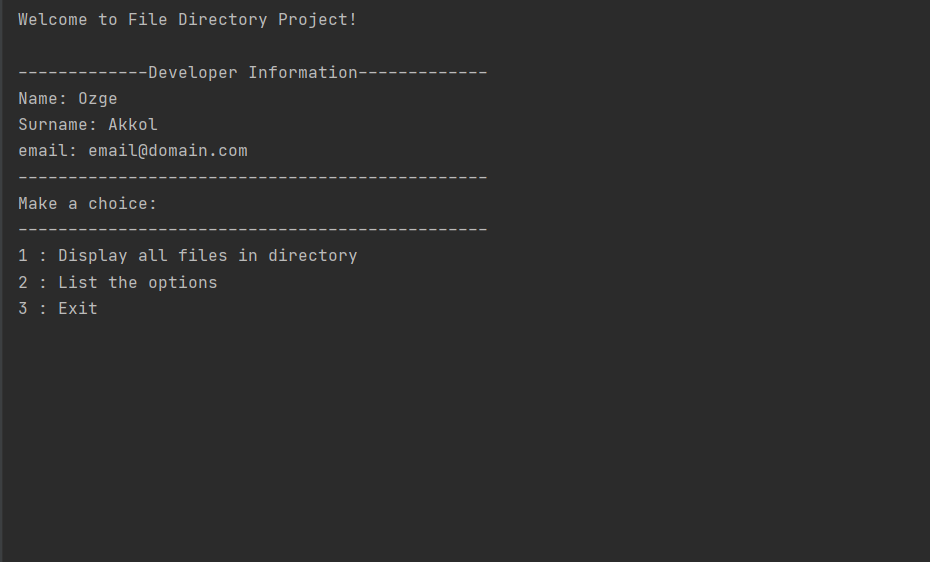 Welcome to File Directory Project!
-------------Developer Information-------------
Name: Ozge
Surname: Akkol
email: email@domain.com
-----------------------------------------------
Make a choice:
-----------------------------------------------
1 : Display all files in directory
2 : List the options
3 : Exit